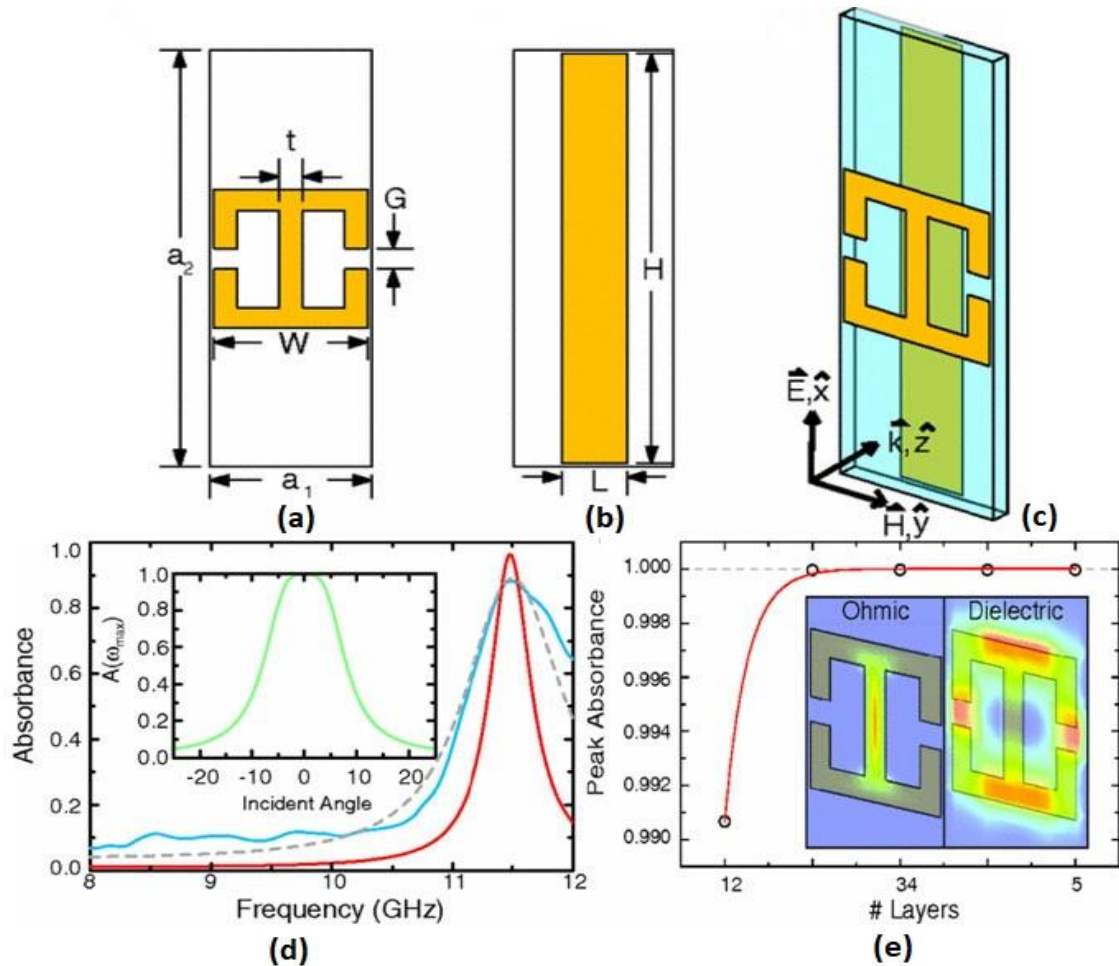 t
G
a2
H
W
a1
L
(a)
(b)
E,x̂
k,ẑ
H,ŷ
(c)
1.0
0.8
0.6
0.4
0.2
0.0
Absorbance
8
9
10
11
12
Frequency (GHz)
1.0
0.8
0.6
0.4
0.2
0.0
A(ωmax)
-20
-10
0
10
20
Incident Angle
(d)
1.000
0.998
0.996
0.994
0.992
0.990
Peak Absorbance
Ohmic
Dielectric
12
34
5
# Layers
(e)